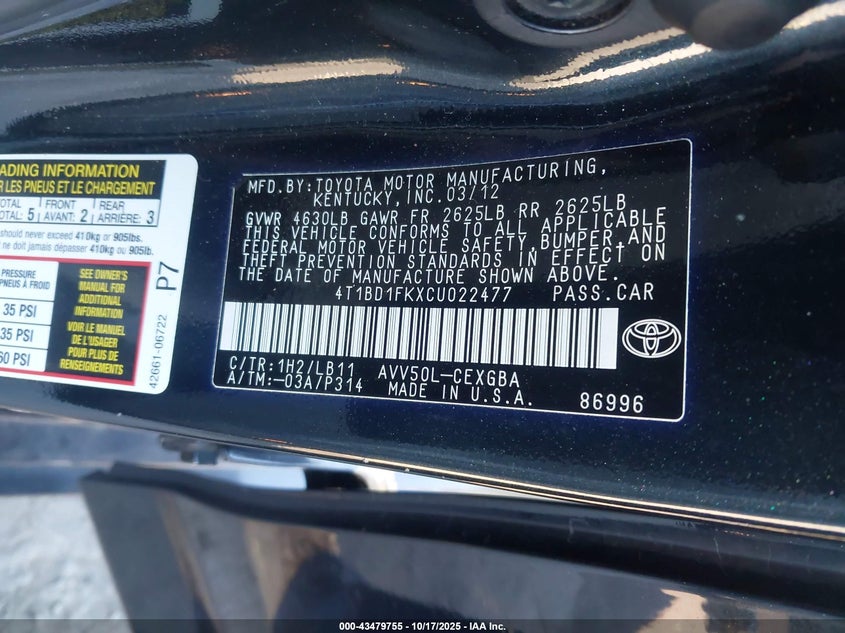 ADING INFORMATION
R LES PNEUS ET LE CHARGEMENT
TOTAL
TOTAL: 5
FRONT
AVANT: 2
REAR
ARRIÈRE: 3
should never exceed 410kg or 905lbs.
ne doit jamais dépasser 410kg ou 905lb.
PRESSURE
PNEUS À FROID
35 PSI
35 PSI
60 PSI
SEE OWNER'S
MANUAL FOR
ADDITIONAL
INFORMATION
VOIR LE MANUEL
DE L'USAGER
POUR PLUS DE
RENSEIGNEMENTS
P7
42661-06722
MFD.BY:TOYOTA MOTOR MANUFACTURING,
KENTUCKY, INC.03/12
GVWR 4630LB GAWR FR 2625LB RR 2625LB
THIS VEHICLE CONFORMS TO ALL APPLICABLE
FEDERAL MOTOR VEHICLE SAFETY,BUMPER,AND
THEFT PREVENTION STANDARDS IN EFFECT ON
THE DATE OF MANUFACTURE SHOWN ABOVE.
4T1BD1FKXCU022477 PASS.CAR
C/TR:1H2/LB11 AVV50L-CEXGBA
A/TM:-03A/P314 MADE IN U.S.A.
86996
000-43479755 - 10/17/2025 - IAA Inc.